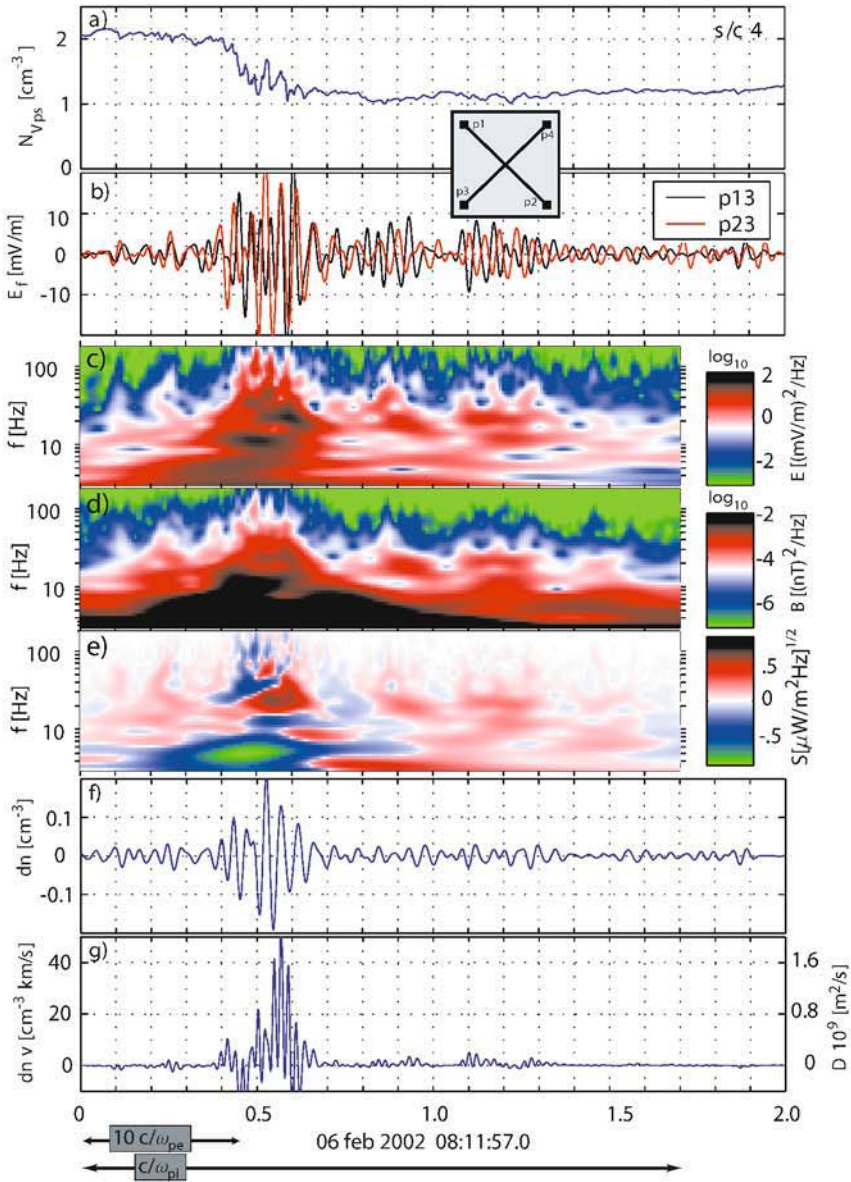 a)
s/c 4
2
1
0
N_Vps [cm⁻³]
p1
p4
p3
p2
b)
p13
p23
10
0
-10
E_f [mV/m]
c)
100
10
f [Hz]
log₁₀
2
0
-2
E [(mV/m)²/Hz]
d)
100
10
f [Hz]
log₁₀
-2
-4
-6
B [(nT)²/Hz]
e)
100
10
f [Hz]
.5
0
-.5
S[μW/m²Hz]^1/2
f)
0.1
0
-0.1
dn [cm⁻³]
g)
40
20
0
dn v [cm⁻³ km/s]
1.6
0.8
0
D 10⁹ [m²/s]
0 0.5 1.0 1.5 2.0
10 c/ω_pe
06 feb 2002 08:11:57.0
c/ω_pi